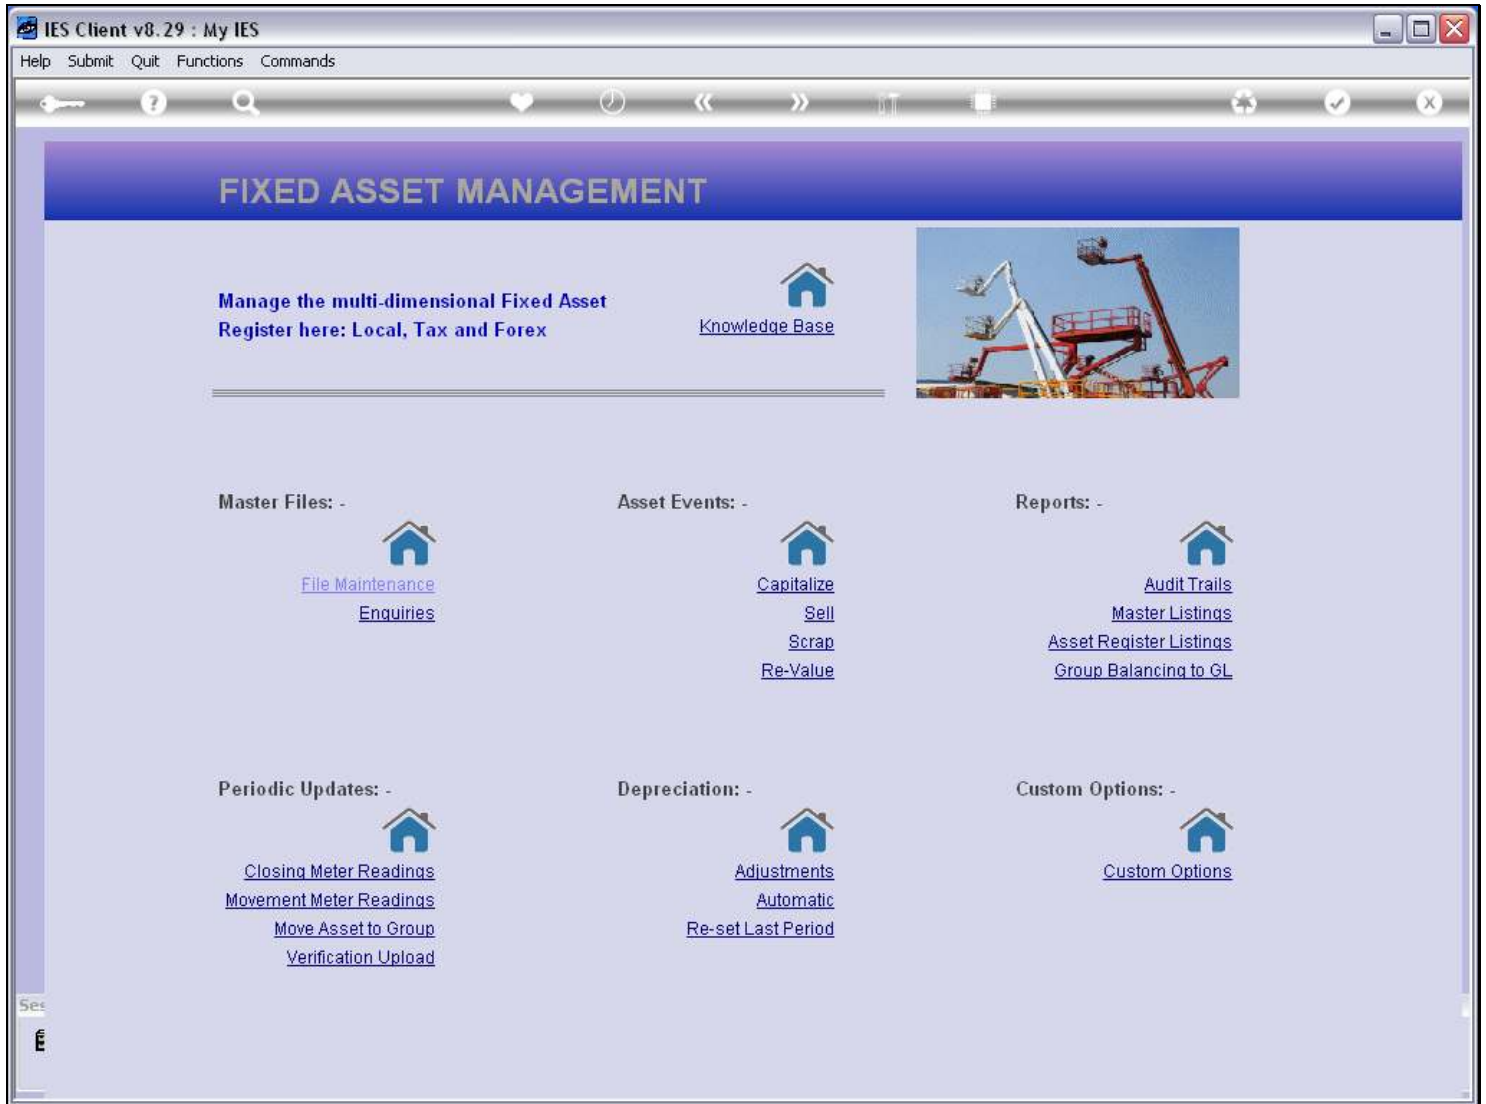 IES Client v8.29 : My IES
Help Submit Quit Functions Commands
FIXED ASSET MANAGEMENT
Manage the multi-dimensional Fixed Asset
Register here: Local, Tax and Forex
Knowledge Base
Master Files: -
File Maintenance
Enquiries
Asset Events: -
Capitalize
Sell
Scrap
Re-Value
Reports: -
Audit Trails
Master Listings
Asset Register Listings
Group Balancing to GL
Periodic Updates: -
Closing Meter Readings
Movement Meter Readings
Move Asset to Group
Verification Upload
Depreciation: -
Adjustments
Automatic
Re-set Last Period
Custom Options: -
Custom Options